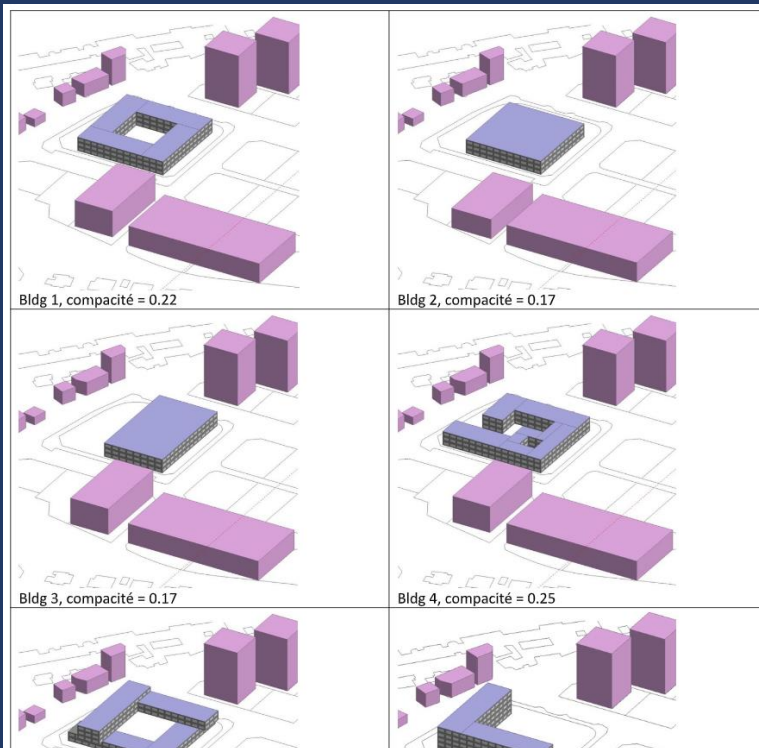 Bldg 1, compacité = 0.22
Bldg 2, compacité = 0.17
Bldg 3, compacité = 0.17
Bldg 4, compacité = 0.25